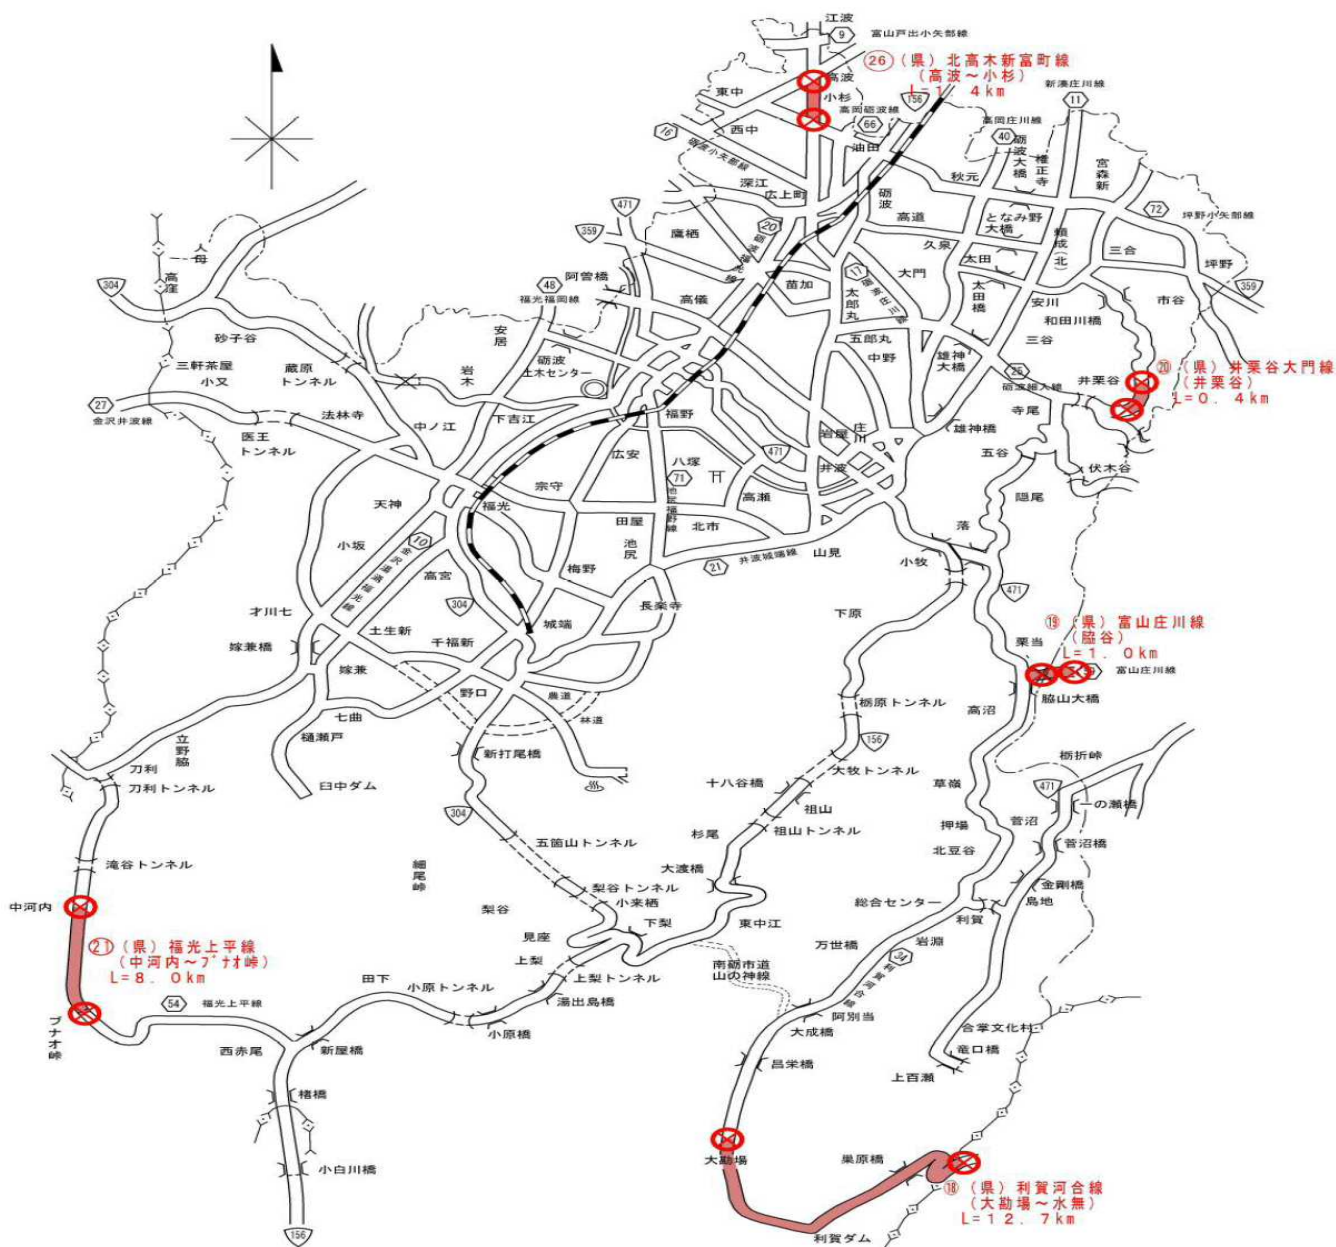 江波
9
富山戸出小矢部線
㉖ (県) 北高木新富町線
(高波～小杉)
L=1.4km
高波
小杉
東中
高岡砺波線
66
156
新湊庄川線
11
西中
16
砺波小矢部線
油田
高岡庄川線
40
砺波大橋
権正寺
宮森新
深江
広上町
砺波
秋元
471
359
鷹栖
20
高道
となみ野大橋
頼成(北)
72
坪野小矢部線
人母
高窪
304
阿曽橋
久泉
太田
三合
坪野
359
48
福光福岡線
高儀
苗加
17
太郎丸
大門
太田橋
安川
市谷
和田川橋
砂子谷
安居
砺波
土木センター
五郎丸
中野
雄神大橋
三谷
三軒茶屋
小又
蔵原
トンネル
岩木
25
砺波細入線
井栗谷
⑳ (県) 井栗谷大門線
(井栗谷)
L=0.4km
27
金沢井波線
法林寺
中ノ江
下吉江
福野
寺尾
医王
トンネル
広安
岩屋
庄川
雄神橋
五谷
八塚
471
井波
伏木谷
天神
福光
宗守
71
池尻福野線
高瀬
隠尾
田屋
北市
落
小坂
10
金沢湯涌福光線
池尻
21
井波城端線
山見
小牧
高宮
梅野
471
才川七
304
長楽寺
下原
⑲ (県) 富山庄川線
(脇谷)
L=1.0km
土生新
城端
栗当
嫁兼橋
千福新
嫁兼
富山庄川線
脇山大橋
野口
農道
林道
栃原トンネル
高沼
七曲
樋瀬戸
立野脇
新打尾橋
156
栃折峠
刀利
刀利トンネル
臼中ダム
十八谷橋
大牧トンネル
草嶺
471
304
祖山
一の瀬橋
杉尾
祖山トンネル
押場
菅沼
五箇山トンネル
北豆谷
菅沼橋
滝谷トンネル
細尾峠
大渡橋
梨谷トンネル
金剛橋
中河内
小来栖
総合センター
島地
梨谷
下梨
東中江
利賀
㉑ (県) 福光上平線
(中河内～ブナオ峠)
L=8.0km
見座
万世橋
岩淵
上梨
南砺市道
山の神線
34
利賀河合線
田下
小原トンネル
上梨トンネル
54
福光上平線
湯出島橋
阿別当
ブナオ峠
小原橋
大成橋
合掌文化村
西赤尾
新屋橋
竜口橋
昌栄橋
上百瀬
楮橋
大勘場
巣原橋
小白川橋
⑱ (県) 利賀河合線
(大勘場～水無)
L=12.7km
156
利賀ダム